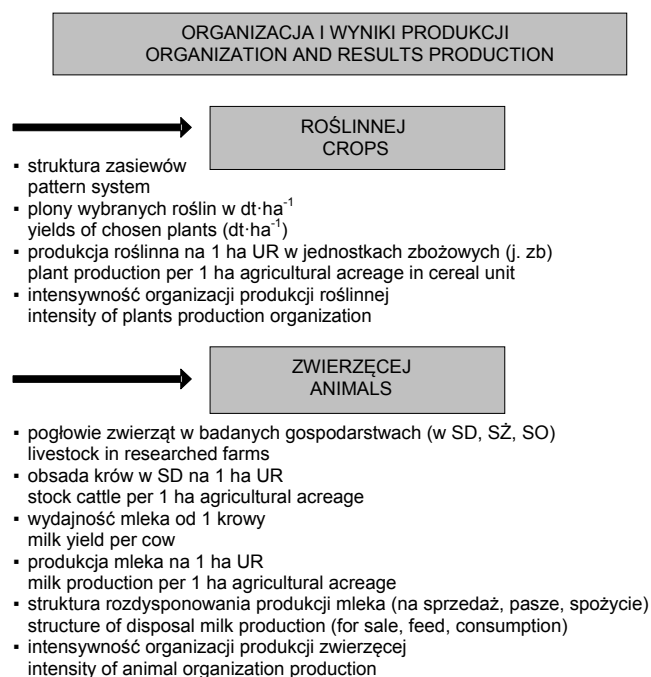 ORGANIZACJA I WYNIKI PRODUKCJI
ORGANIZATION AND RESULTS PRODUCTION
ROŚLINNEJ
CROPS
▪ struktura zasiewów
pattern system
▪ plony wybranych roślin w dt·ha⁻¹
yields of chosen plants (dt·ha⁻¹)
▪ produkcja roślinna na 1 ha UR w jednostkach zbożowych (j. zb)
plant production per 1 ha agricultural acreage in cereal unit
▪ intensywność organizacji produkcji roślinnej
intensity of plants production organization
ZWIERZĘCEJ
ANIMALS
▪ pogłowie zwierząt w badanych gospodarstwach (w SD, SŻ, SO)
livestock in researched farms
▪ obsada krów w SD na 1 ha UR
stock cattle per 1 ha agricultural acreage
▪ wydajność mleka od 1 krowy
milk yield per cow
▪ produkcja mleka na 1 ha UR
milk production per 1 ha agricultural acreage
▪ struktura rozdysponowania produkcji mleka (na sprzedaż, pasze, spożycie)
structure of disposal milk production (for sale, feed, consumption)
▪ intensywność organizacji produkcji zwierzęcej
intensity of animal organization production